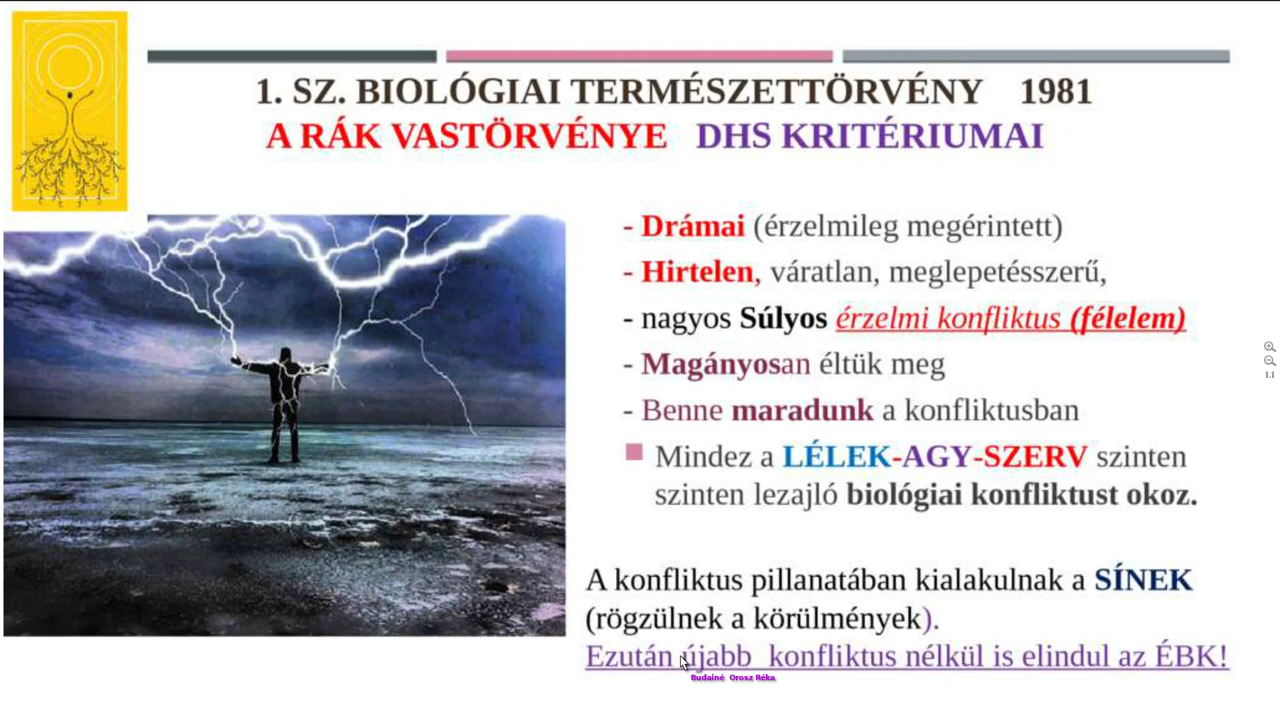 1. SZ. BIOLÓGIAI TERMÉSZETTÖRVÉNY 1981
A RÁK VASTÖRVÉNYE DHS KRITÉRIUMAI
- Drámai (érzelmileg megérintett)
- Hirtelen, váratlan, meglepetésszerű,
- nagyos Súlyos érzelmi konfliktus (félelem)
- Magányosan éltük meg
- Benne maradunk a konfliktusban
Mindez a LÉLEK-AGY-SZERV szinten
szinten lezajló biológiai konfliktust okoz.
A konfliktus pillanatában kialakulnak a SÍNEK
(rögzülnek a körülmények).
Ezután újabb konfliktus nélkül is elindul az ÉBK!
Budainé Orosz Réka
1:1